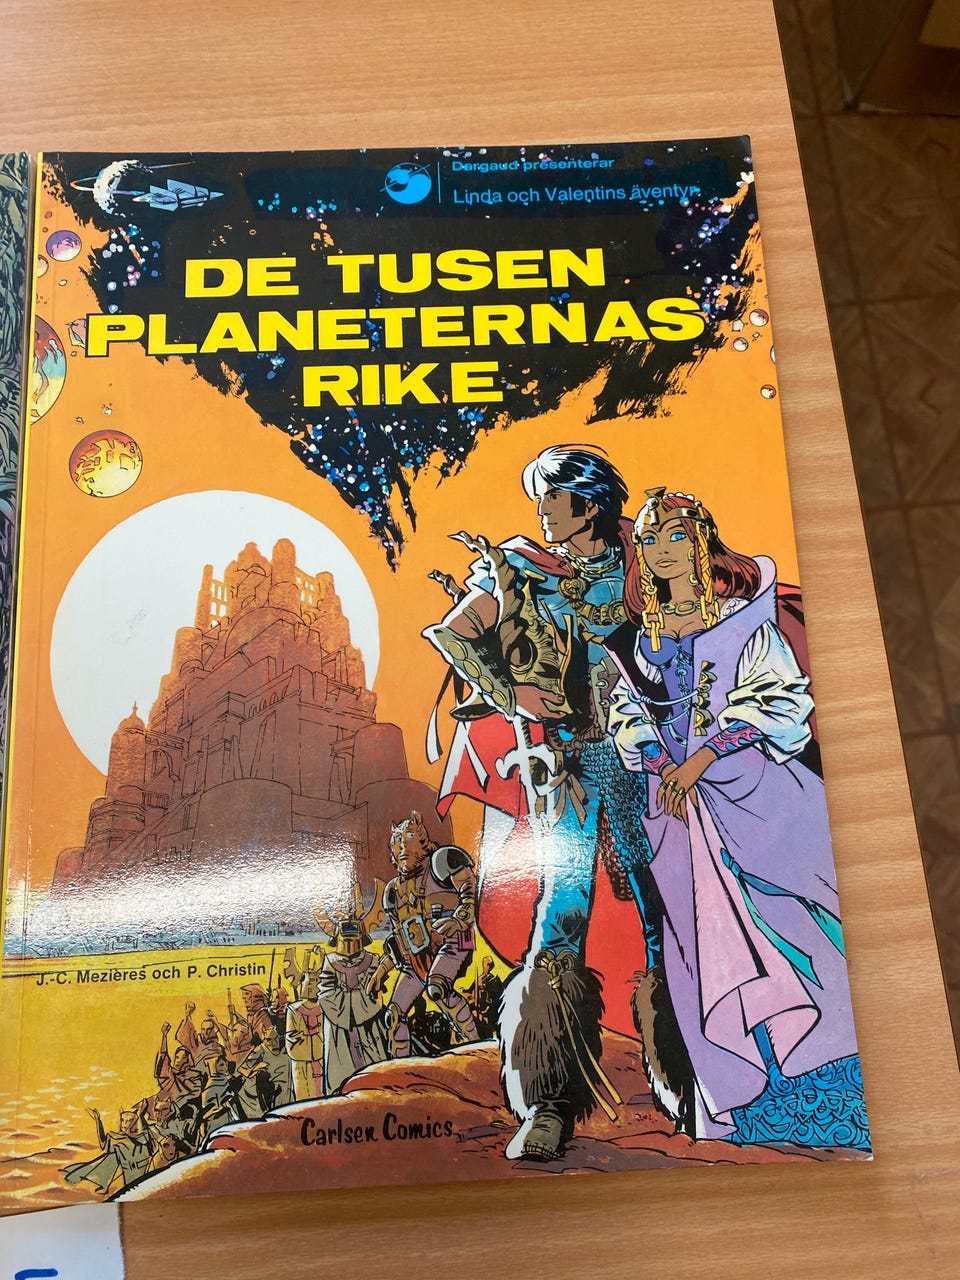 Dargaud presenterar
Linda och Valentins äventyr.
DE TUSEN
PLANETERNAS
RIKE
J.-C. Mezières och P. Christin
Carlsen Comics